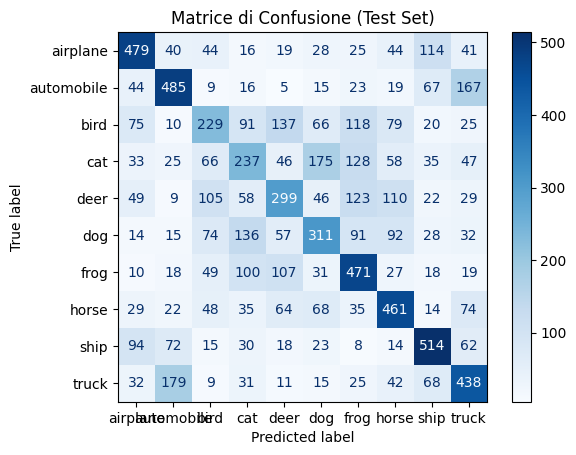 Matrice di Confusione (Test Set)
airplane 479 40 44 16 19 28 25 44 114 41
automobile 44 485 9 16 5 15 23 19 67 167
bird 75 10 229 91 137 66 118 79 20 25
cat 33 25 66 237 46 175 128 58 35 47
deer 49 9 105 58 299 46 123 110 22 29
dog 14 15 74 136 57 311 91 92 28 32
frog 10 18 49 100 107 31 471 27 18 19
horse 29 22 48 35 64 68 35 461 14 74
ship 94 72 15 30 18 23 8 14 514 62
truck 32 179 9 31 11 15 25 42 68 438
airplane automobile bird cat deer dog frog horse ship truck
Predicted label
True label
500
400
300
200
100